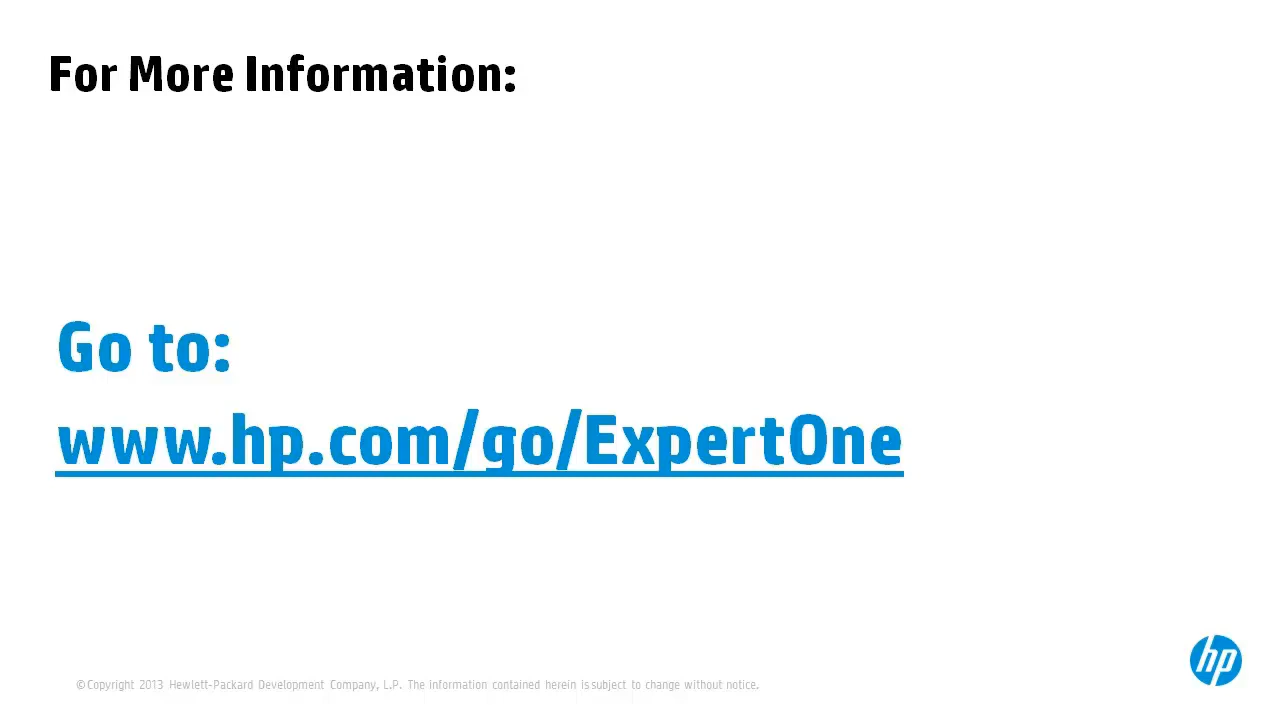 For More Information:
Go to:
www.hp.com/go/ExpertOne
hp
©Copyright 2013 Hewlett-Packard Development Company, L.P. The information contained herein is subject to change without notice.